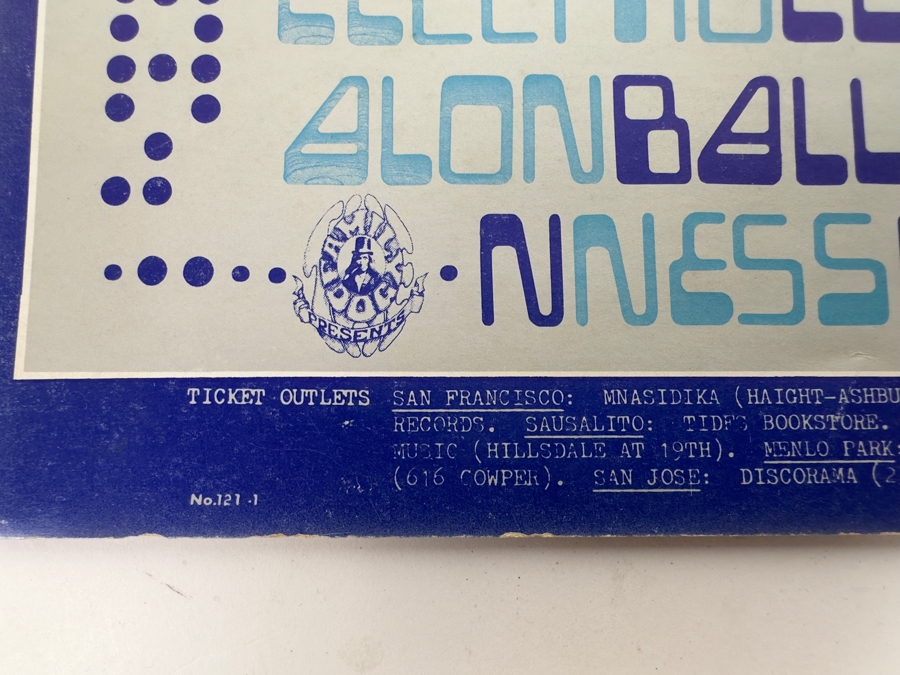 ALONBALL
FAMILY
DOG
PRESENTS
NNESS
TICKET OUTLETS SAN FRANCISCO: MNASIDIKA (HAIGHT-ASHBU
RECORDS. SAUSALITO: TIDES BOOKSTORE.
MUSIC (HILLSDALE AT 19TH). MENLO PARK:
(616 COWPER). SAN JOSE: DISCORAMA (2
No.121-1